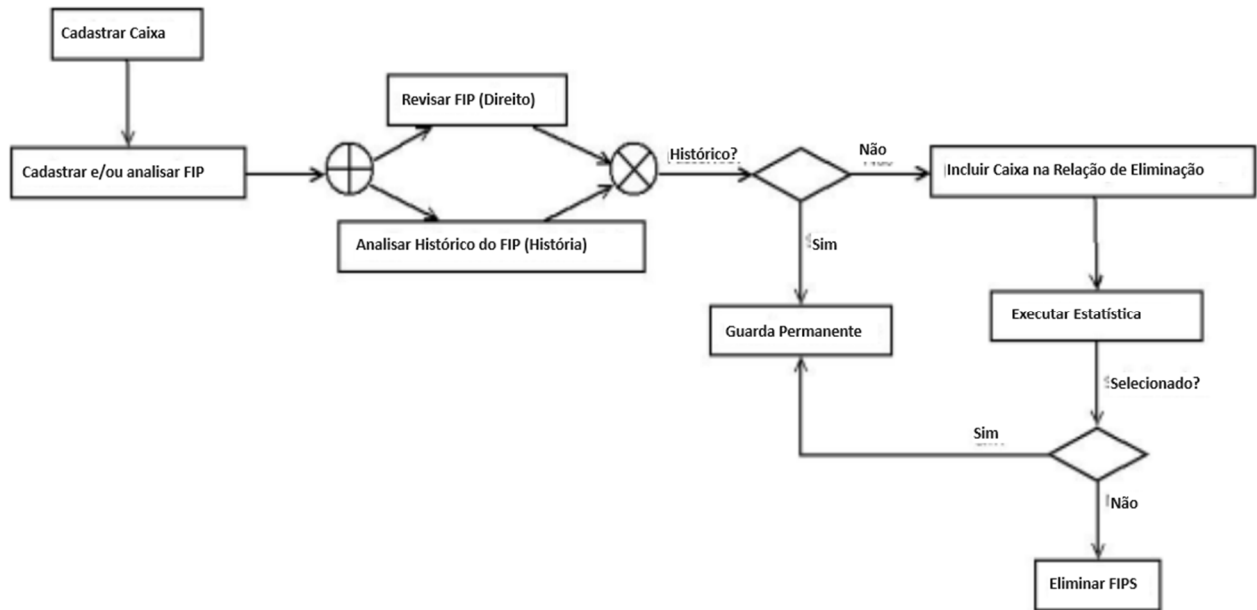 Cadastrar Caixa
Revisar FIP (Direito)
Cadastrar e/ou analisar FIP
Histórico?
Não
Incluir Caixa na Relação de Eliminação
Analisar Histórico do FIP (História)
Sim
Guarda Permanente
Executar Estatística
Selecionado?
Sim
Não
Eliminar FIPS